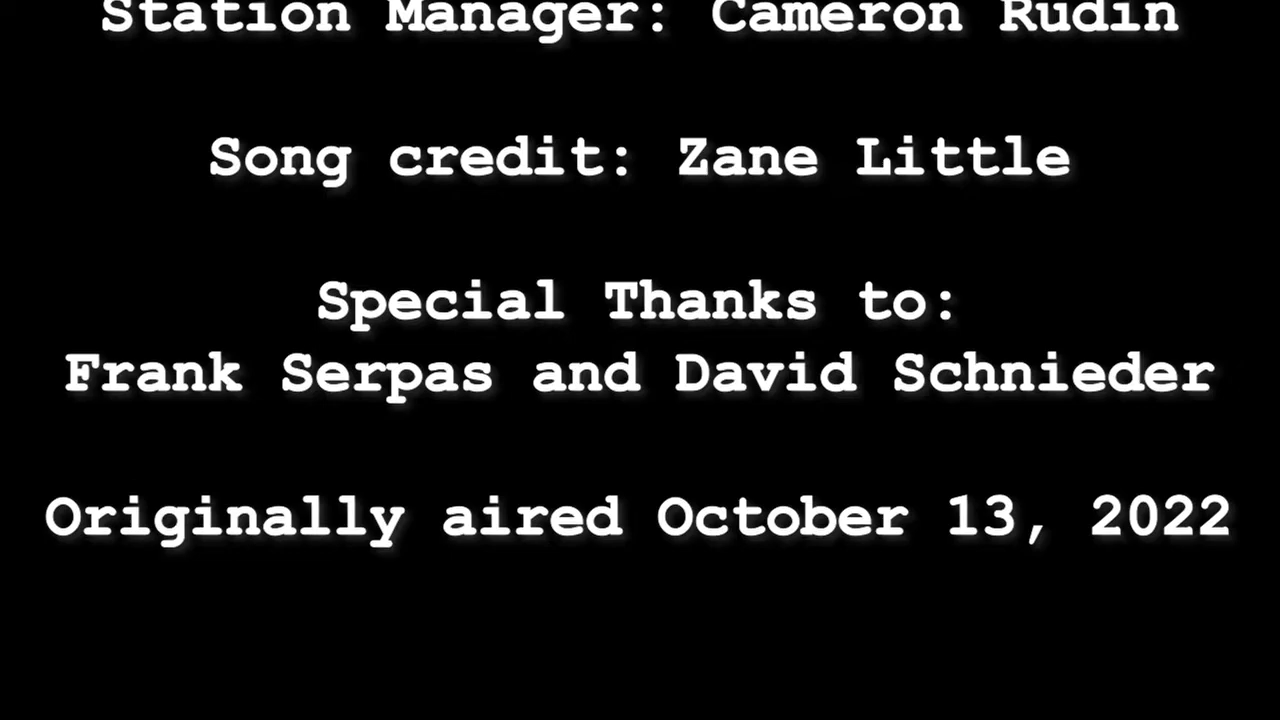 Station Manager: Cameron Rudin
Song credit: Zane Little
Special Thanks to:
Frank Serpas and David Schnieder
Originally aired October 13, 2022